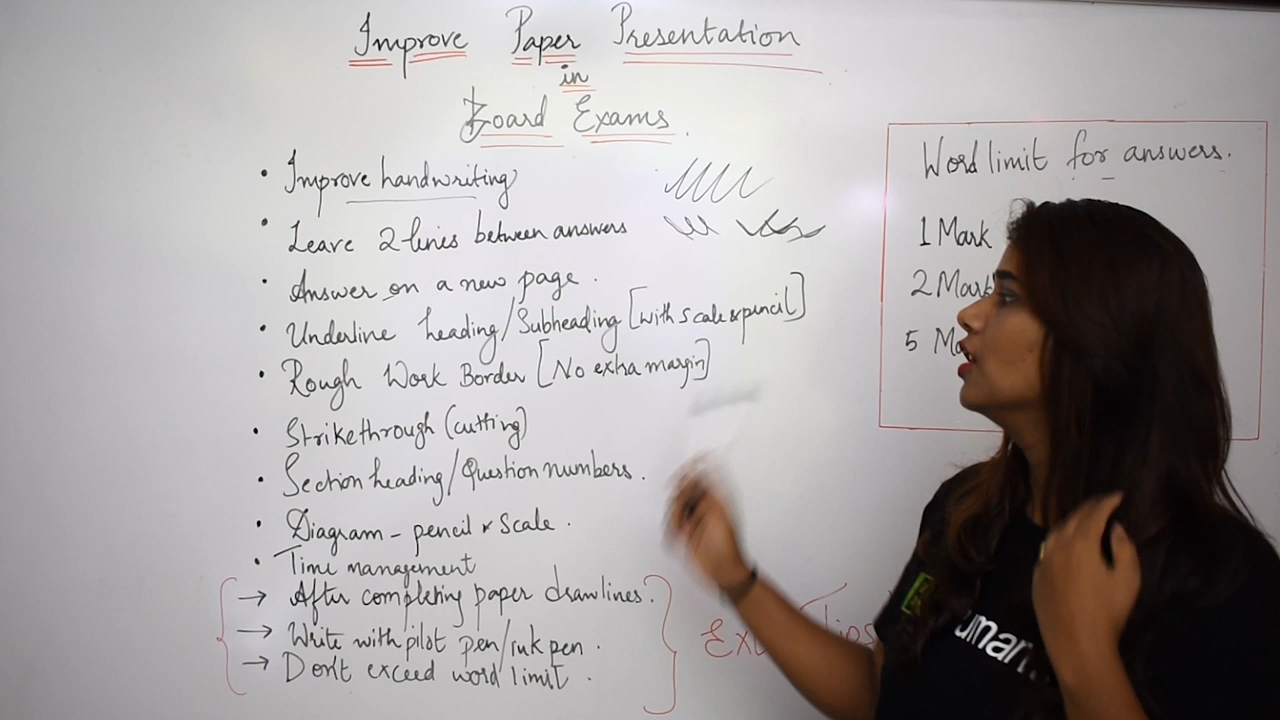 Improve Paper Presentation
in
Board Exams.
• Improve handwriting
• Leave 2 lines between answers
• Answer on a new page.
• Underline heading/Subheading [with scale & pencil]
• Rough Work Border [No extra margin]
• Strikethrough (cutting)
• Section heading/Question numbers.
• Diagram - pencil & scale.
• Time management
→ After completing paper draw lines.
→ Write with pilot pen/ink pen.
→ Don't exceed word limit.
Tips
Word limit for answers.
1 Mark
2 Mark
5